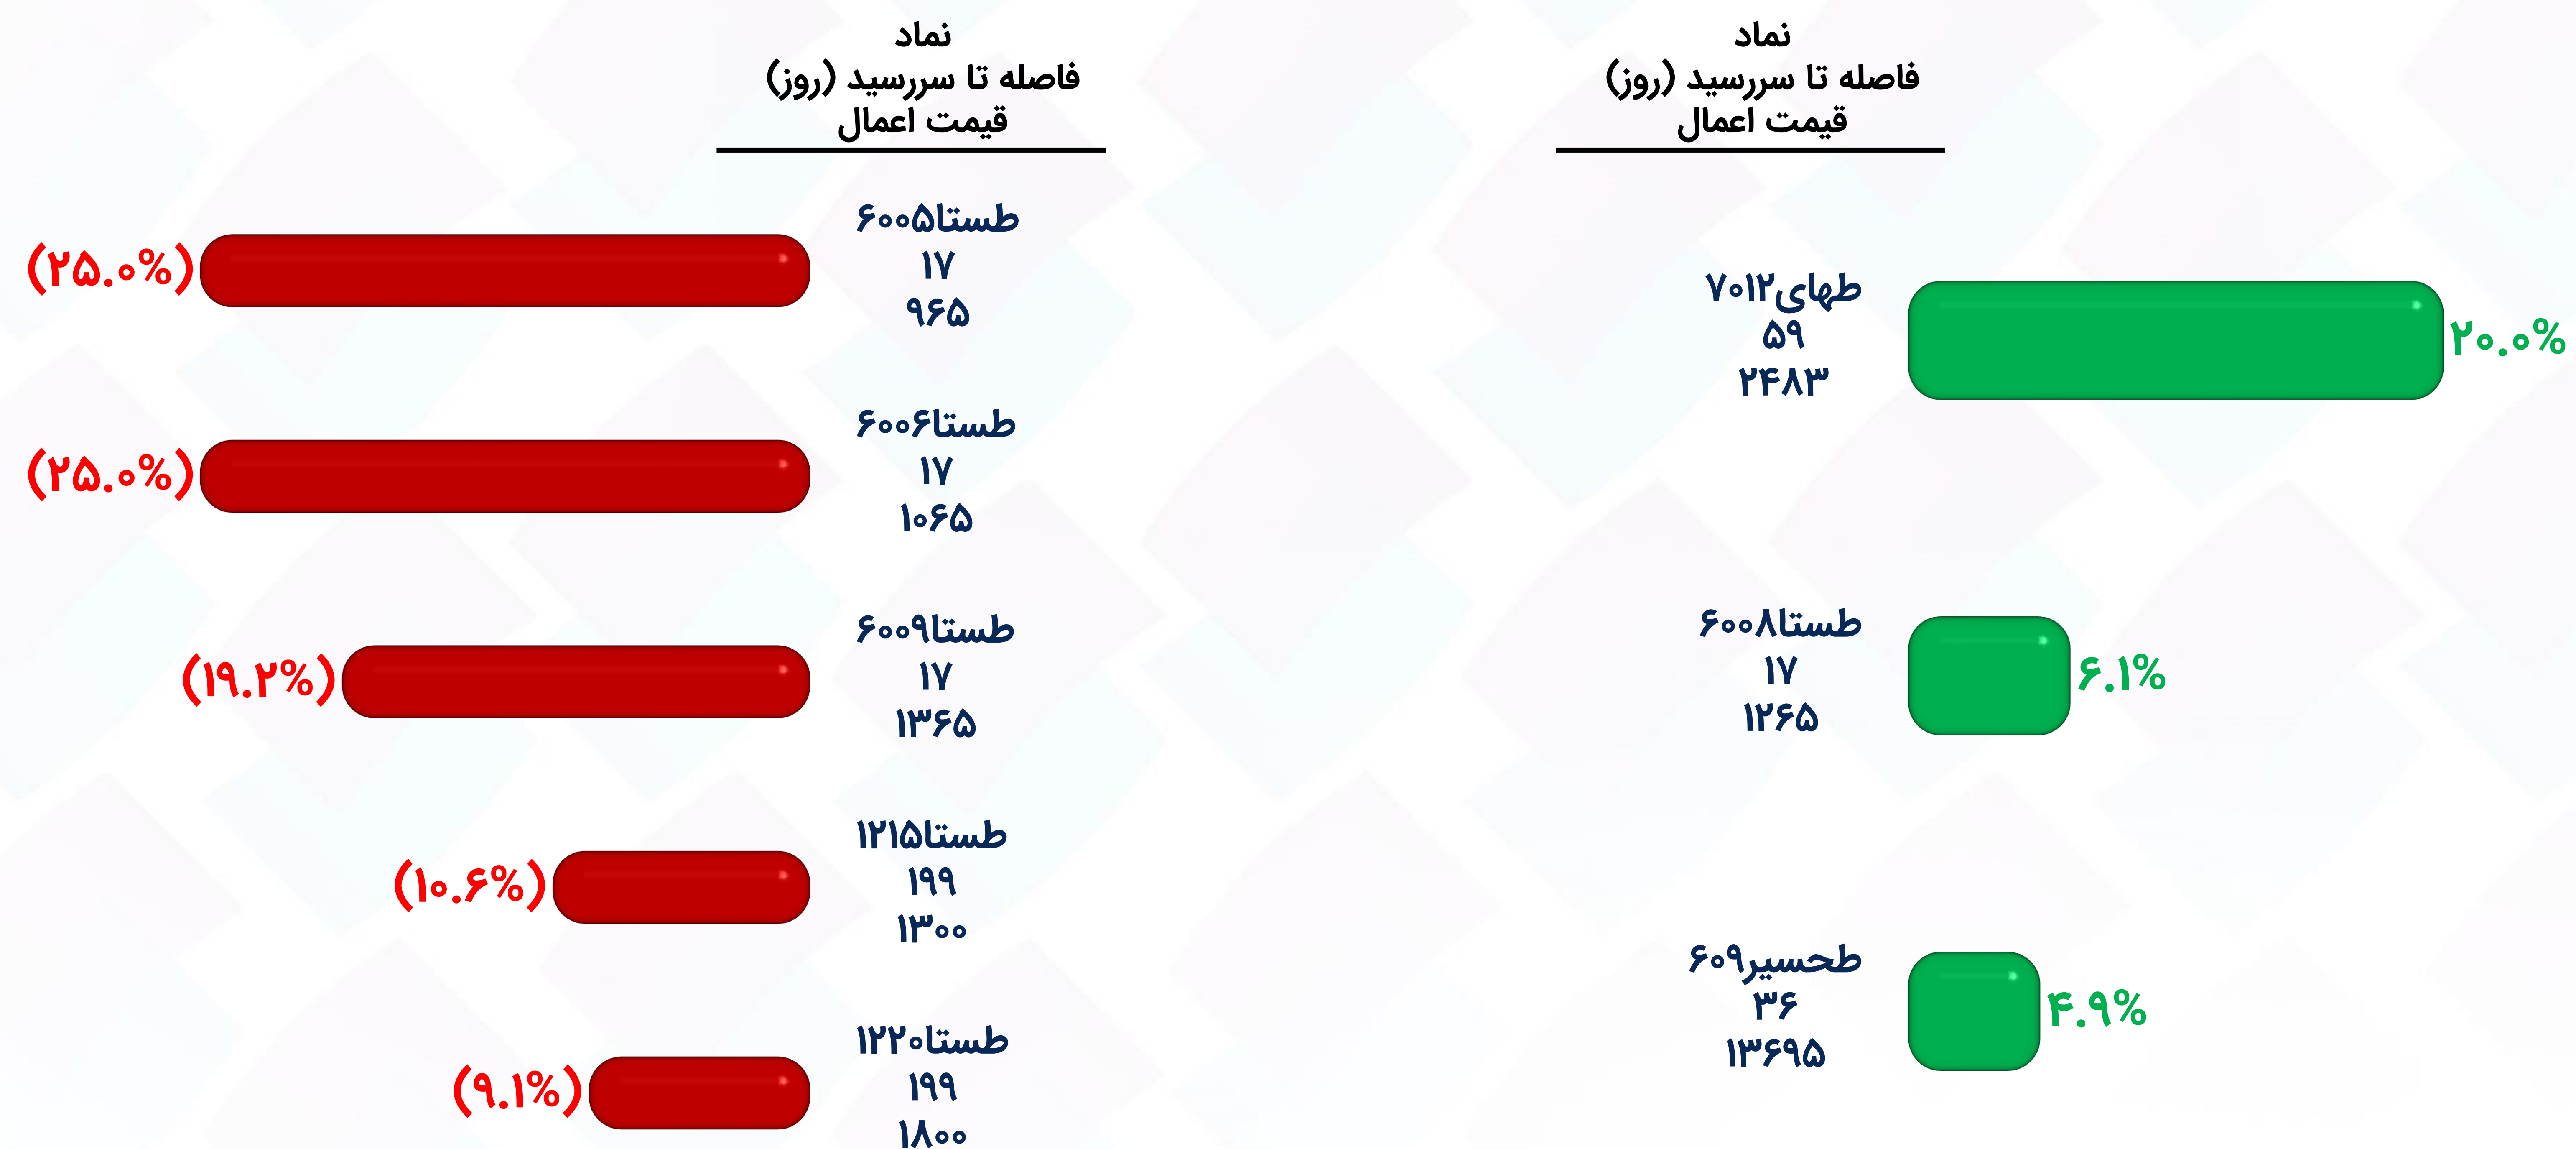 نماد
فاصله تا سررسید (روز)
قیمت اعمال
طهای۷۰۱۲
۵۹
۲۴۸۳
۲۰.۰%
طستا۶۰۰۸
۱۷
۱۲۶۵
۶.۱%
طحسیر۶۰۹
۳۶
۱۳۶۹۵
۴.۹%
نماد
فاصله تا سررسید (روز)
قیمت اعمال
طستا۶۰۰۵
۱۷
۹۶۵
(۲۵.۰%)
طستا۶۰۰۶
۱۷
۱۰۶۵
(۲۵.۰%)
طستا۶۰۰۹
۱۷
۱۳۶۵
(۱۹.۲%)
طستا۱۲۱۵
۱۹۹
۱۳۰۰
(۱۰.۶%)
طستا۱۲۲۰
۱۹۹
۱۸۰۰
(۹.۱%)